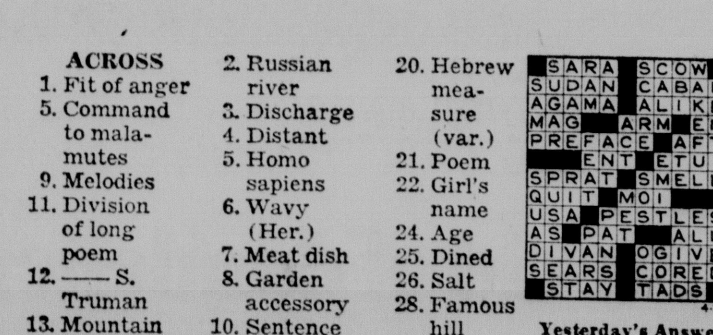 ACROSS
1. Fit of anger
5. Command
to mala-
mutes
9. Melodies
11. Division
of long
poem
12. —— S.
Truman
13. Mountain
2. Russian
river
3. Discharge
4. Distant
5. Homo
sapiens
6. Wavy
(Her.)
7. Meat dish
8. Garden
accessory
10. Sentence
20. Hebrew
mea-
sure
(var.)
21. Poem
22. Girl's
name
24. Age
25. Dined
26. Salt
28. Famous
hill
SARA SCOW
SUDAN CABA
AGAMA ALIK
MAG ARM E
PREFACE AF
ENT ETU
SPRAT SMEL
QUIT MOI
USA PESTLE
AS PAT AL
DIVAN OGIV
SEARS CORE
STAY TADS
4-
Yesterday's Answ